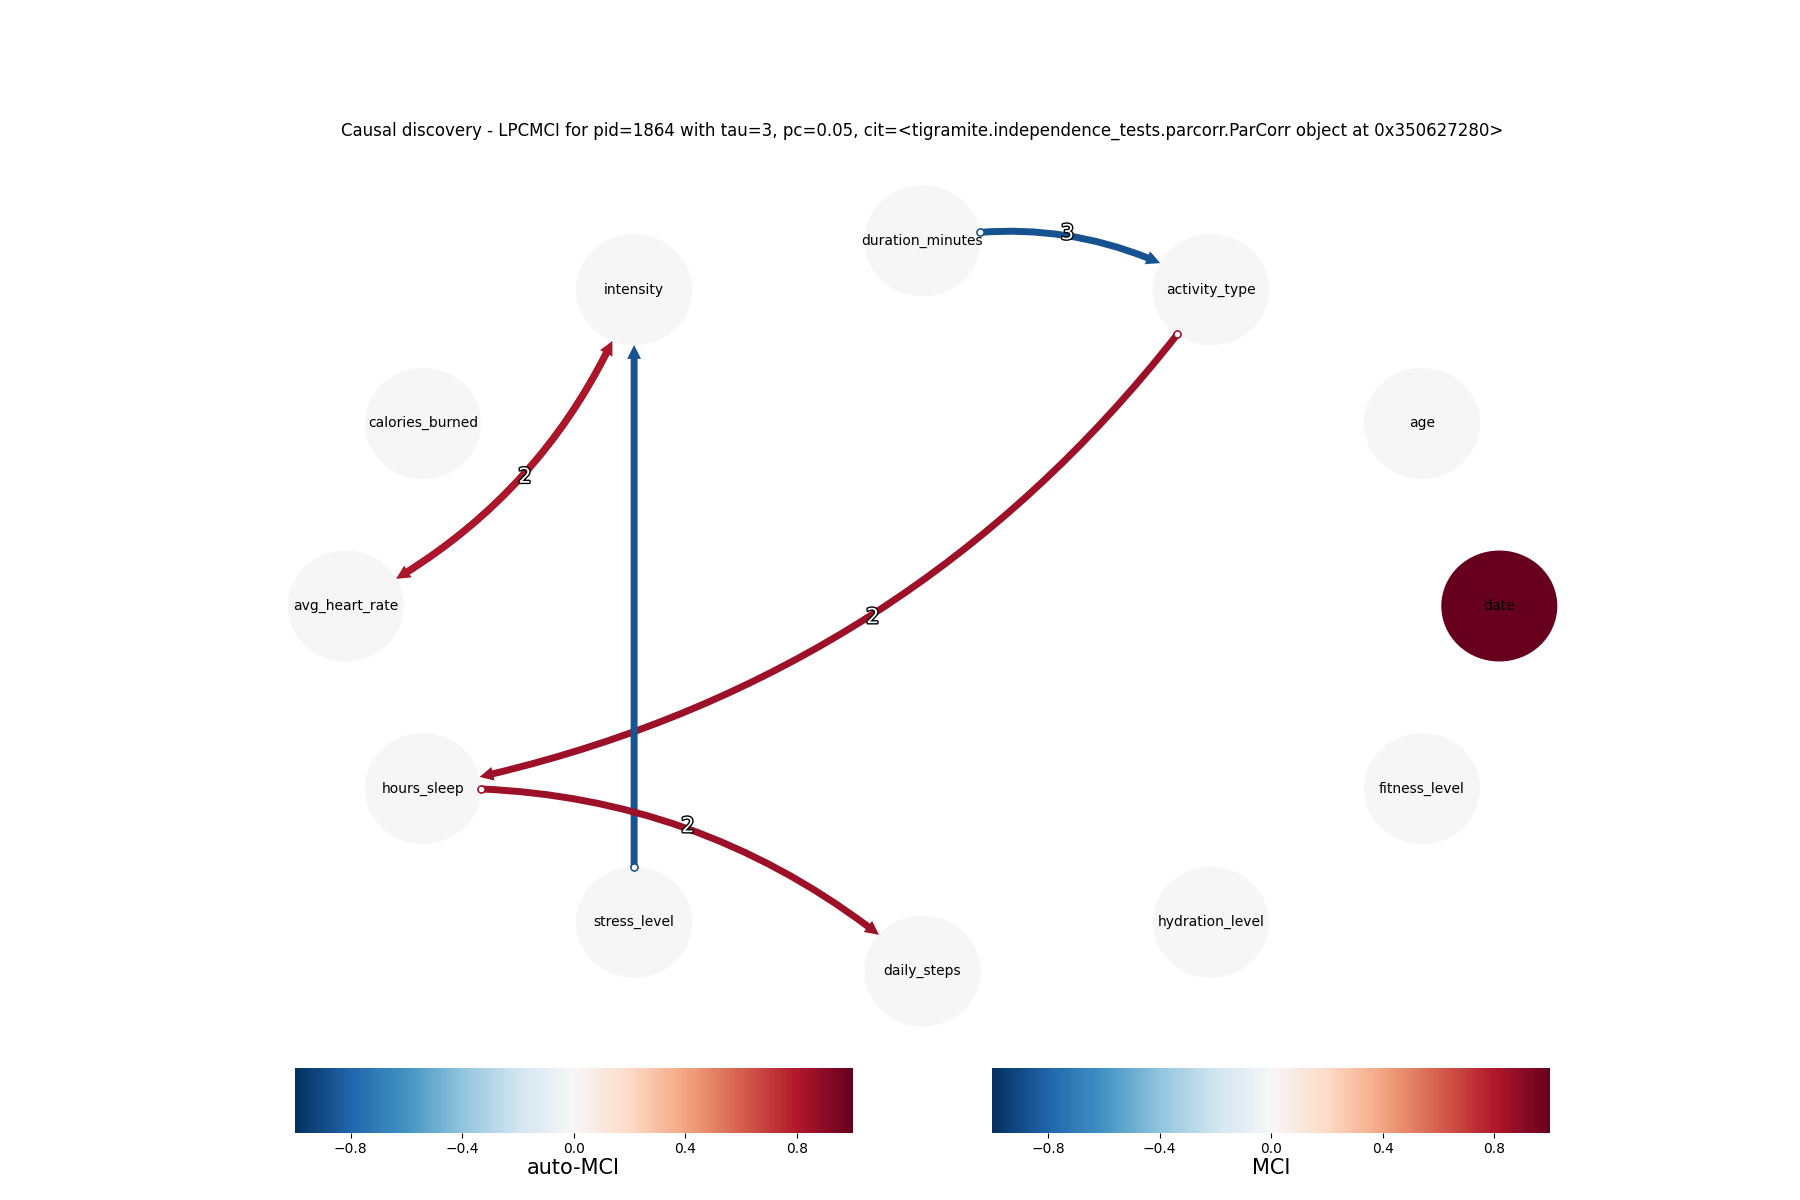 Causal discovery - LPCMCI for pid=1864 with tau=3, pc=0.05, cit=<tigramite.independence_tests.parcorr.ParCorr object at 0x350627280>
duration_minutes
3
intensity
activity_type
calories_burned
age
2
avg_heart_rate
date
2
hours_sleep
fitness_level
2
stress_level
hydration_level
daily_steps
−0.8 −0.4 0.0 0.4 0.8
auto-MCI
−0.8 −0.4 0.0 0.4 0.8
MCI